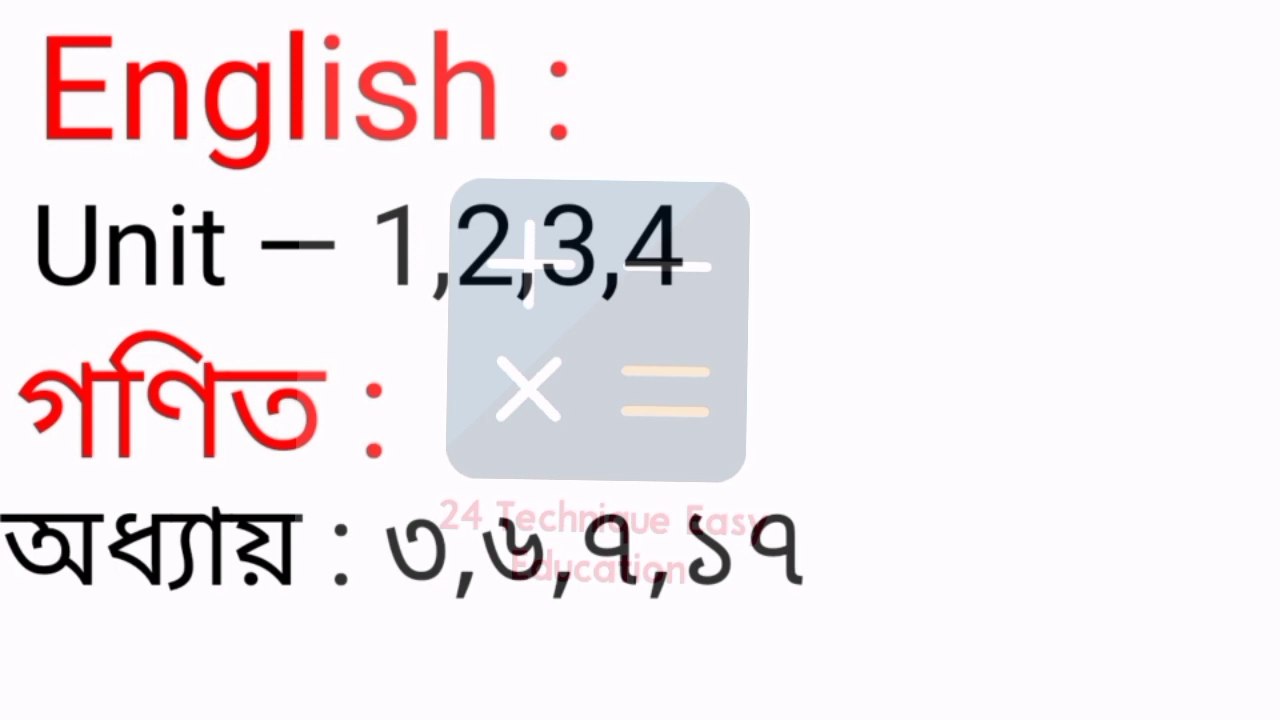 English :
Unit – 1,2,3,4
গণিত :
অধ্যায় : ৩,৬,৭,১৭
24 Technique Easy
Education